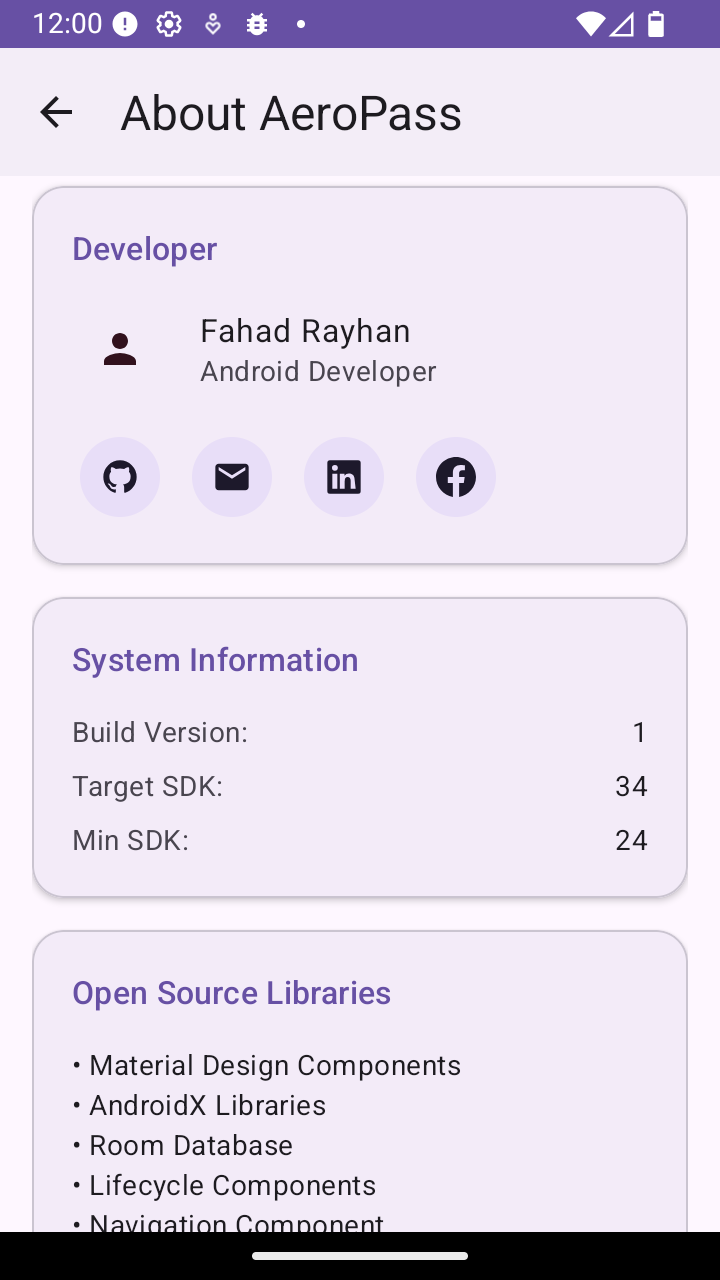 12:00
About AeroPass
Developer
Fahad Rayhan
Android Developer
System Information
Build Version: 1
Target SDK: 34
Min SDK: 24
Open Source Libraries
• Material Design Components
• AndroidX Libraries
• Room Database
• Lifecycle Components
• Navigation Component